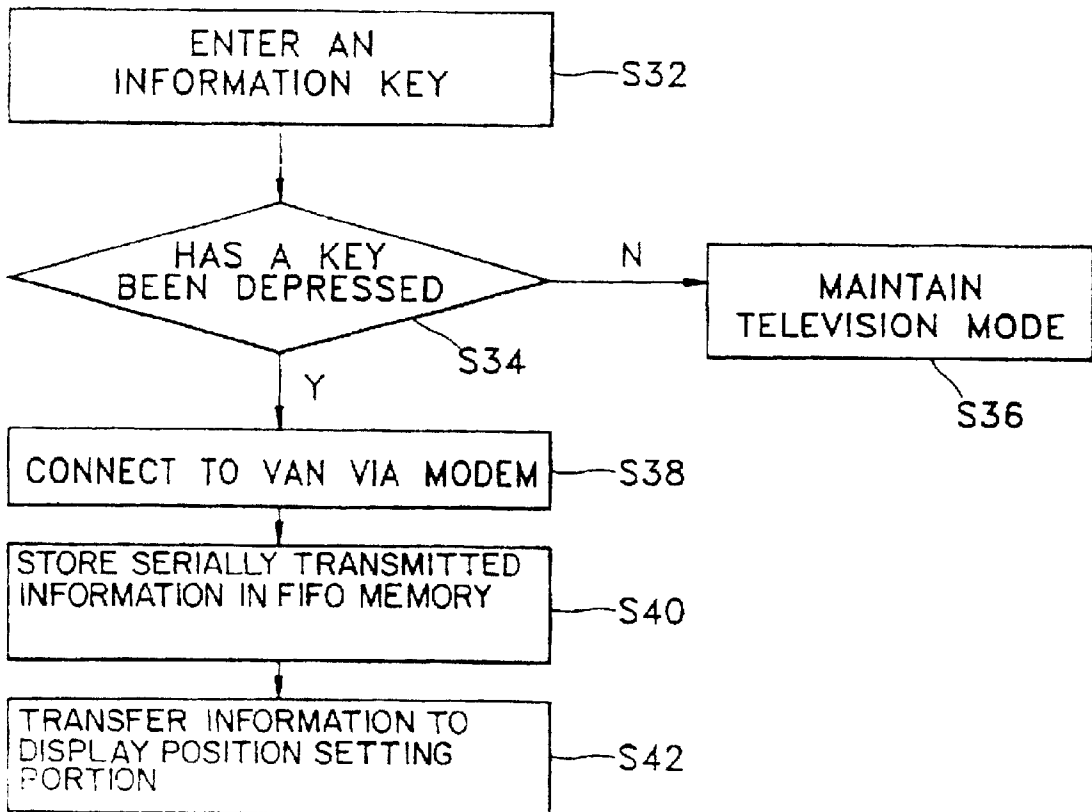 ENTER AN
INFORMATION KEY
S32
HAS A KEY
BEEN DEPRESSED
S34
N
MAINTAIN
TELEVISION MODE
S36
Y
CONNECT TO VAN VIA MODEM
S38
STORE SERIALLY TRANSMITTED
INFORMATION IN FIFO MEMORY
S40
TRANSFER INFORMATION TO
DISPLAY POSITION SETTING
PORTION
S42